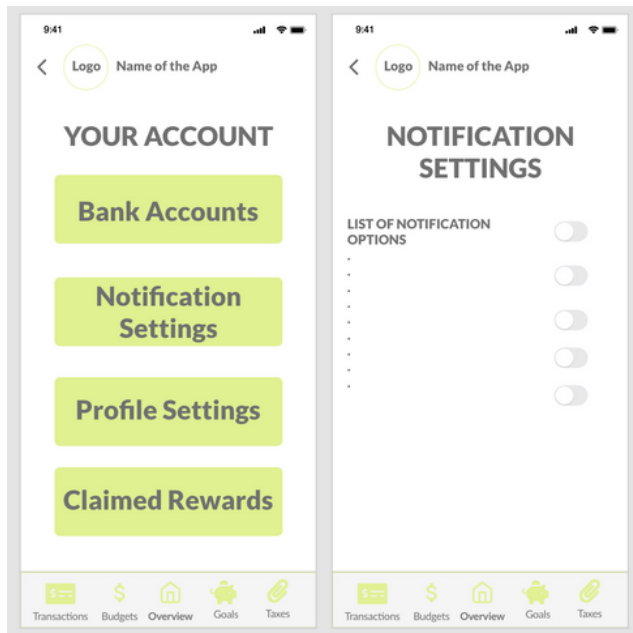 9:41
Logo Name of the App
YOUR ACCOUNT
Bank Accounts
Notification
Settings
Profile Settings
Claimed Rewards
$
$
Transactions Budgets Overview Goals Taxes
9:41
Logo Name of the App
NOTIFICATION
SETTINGS
LIST OF NOTIFICATION
OPTIONS
$
$
Transactions Budgets Overview Goals Taxes